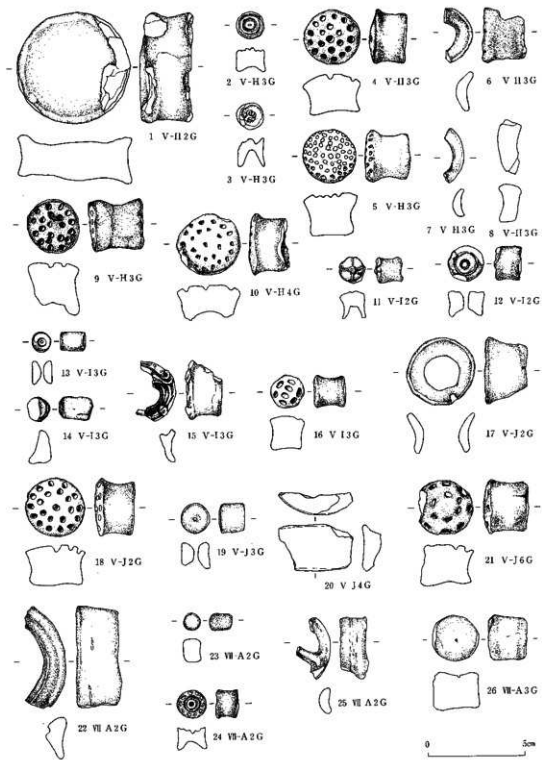 1 V-H2G
2 V-H3G
3 V-H3G
4 V-H3G
5 V-H3G
6 V H3G
7 V H3G
8 V-H3G
9 V-H3G
10 V-H4G
11 V-I2G
12 V-I2G
13 V-I3G
14 V-I3G
15 V-I3G
16 V I3G
17 V-J2G
18 V-J2G
19 V-J3G
20 V J4G
21 V-J6G
22 VII A2G
23 VII-A2G
24 VII-A2G
25 VII A2G
26 VII-A3G
0 5cm